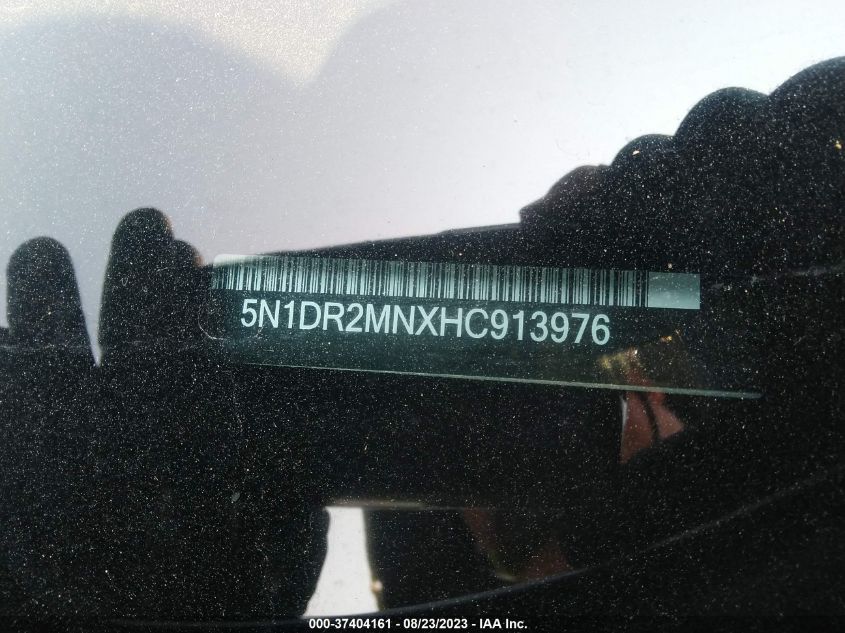 5N1DR2MNXHC913976
000-37404161 - 08/23/2023 - IAA Inc.